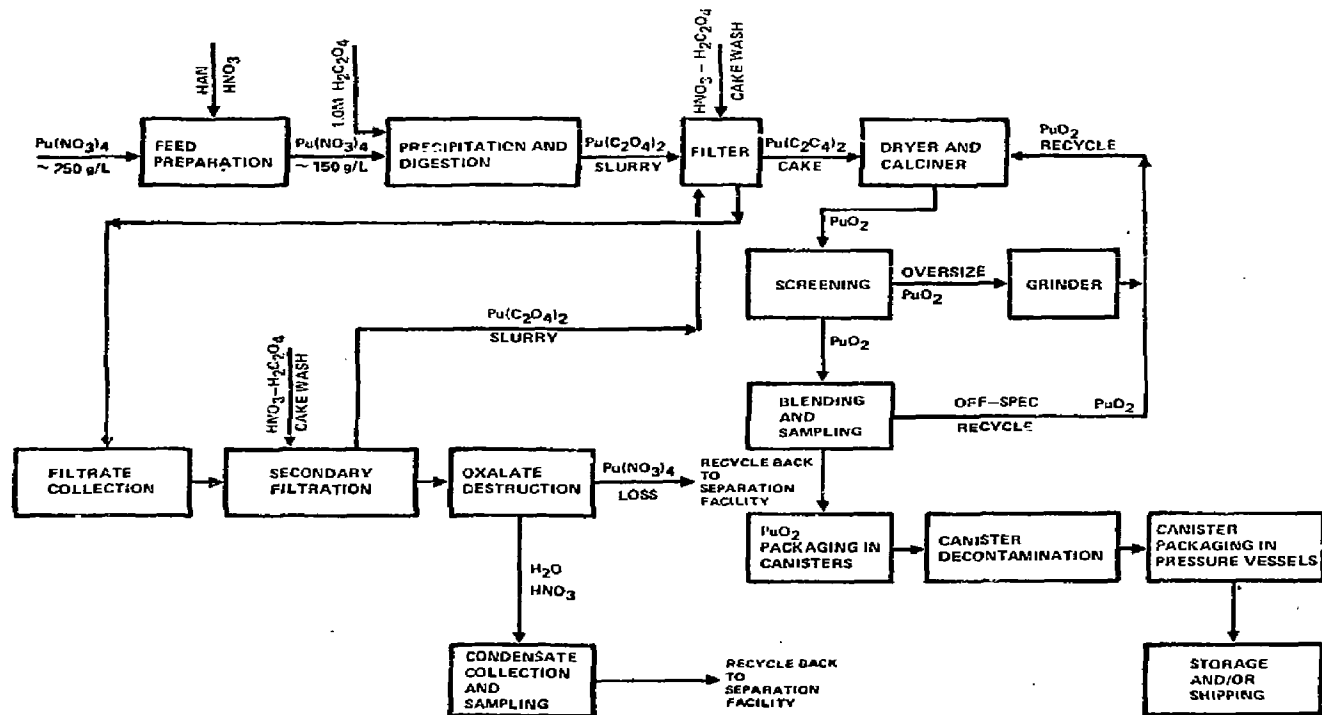 HAN
HNO3
1.0M H2C2O4
HNO3 – H2C2O4
CAKE WASH
Pu(NO3)4
~ 250 g/L
FEED
PREPARATION
Pu(NO3)4
~ 150 g/L
PRECIPITATION AND
DIGESTION
Pu(C2O4)2
SLURRY
FILTER
Pu(C2C4)2
CAKE
DRYER AND
CALCINER
PuO2
RECYCLE
PuO2
SCREENING
OVERSIZE
PuO2
GRINDER
Pu(C2O4)2
SLURRY
PuO2
HNO3–H2C2O4
CAKE WASH
BLENDING
AND
SAMPLING
OFF–SPEC
RECYCLE
PuO2
FILTRATE
COLLECTION
SECONDARY
FILTRATION
OXALATE
DESTRUCTION
Pu(NO3)4
LOSS
RECYCLE BACK
TO
SEPARATION
FACILITY
PuO2
PACKAGING IN
CANISTERS
CANISTER
DECONTAMINATION
CANISTER
PACKAGING IN
PRESSURE VESSELS
H2O
HNO3
CONDENSATE
COLLECTION
AND
SAMPLING
RECYCLE BACK
TO
SEPARATION
FACILITY
STORAGE
AND/OR
SHIPPING